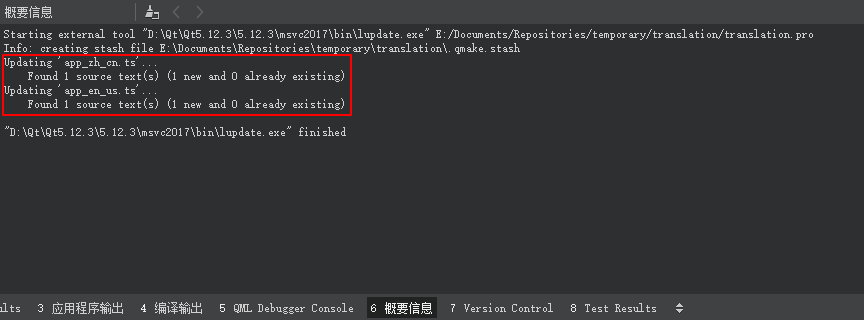 概要信息
Starting external tool "D:\Qt\Qt5.12.3\5.12.3\msvc2017\bin\lupdate.exe" E:/Documents/Repositories/temporary/translation/translation.pro
Info: creating stash file E:\Documents\Repositories\temporary\translation\.qmake.stash
Updating 'app_zh_cn.ts'...
    Found 1 source text(s) (1 new and 0 already existing)
Updating 'app_en_us.ts'...
    Found 1 source text(s) (1 new and 0 already existing)
"D:\Qt\Qt5.12.3\5.12.3\msvc2017\bin\lupdate.exe" finished
ults 3 应用程序输出 4 编译输出 5 QML Debugger Console 6 概要信息 7 Version Control 8 Test Results